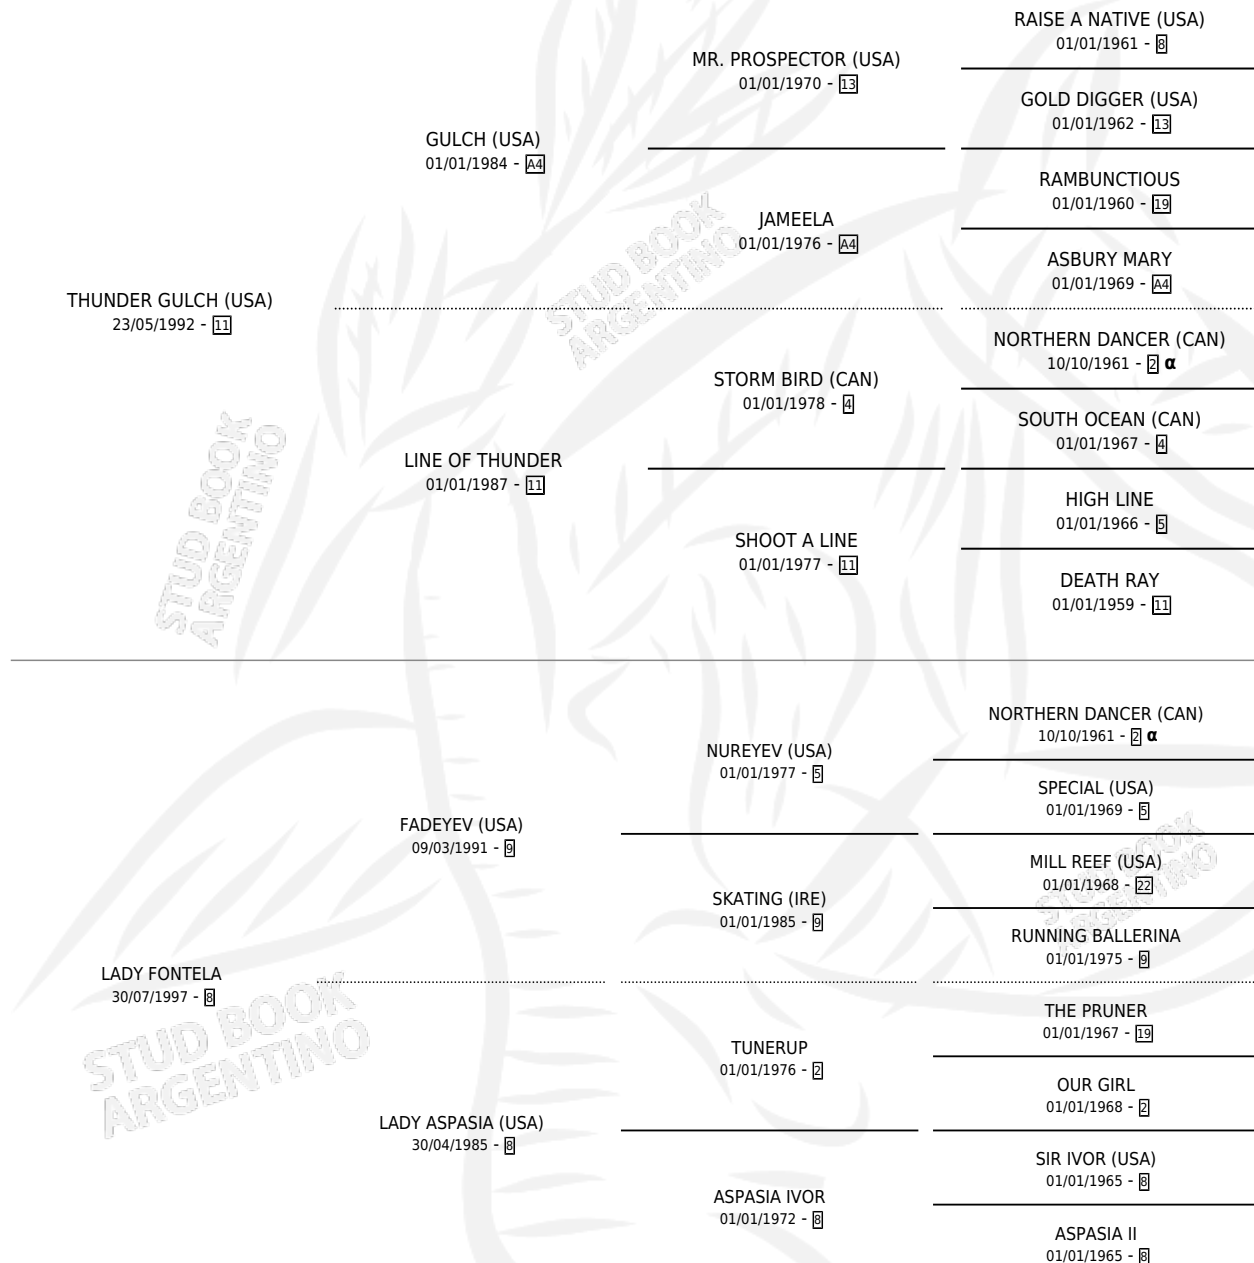 RAISE A NATIVE (USA)
01/01/1961 - 8
MR. PROSPECTOR (USA)
01/01/1970 - 13
GOLD DIGGER (USA)
01/01/1962 - 13
GULCH (USA)
01/01/1984 - A4
RAMBUNCTIOUS
01/01/1960 - 19
JAMEELA
01/01/1976 - A4
ASBURY MARY
01/01/1969 - A4
THUNDER GULCH (USA)
23/05/1992 - 11
NORTHERN DANCER (CAN)
10/10/1961 - 2 α
STORM BIRD (CAN)
01/01/1978 - 4
SOUTH OCEAN (CAN)
01/01/1967 - 4
LINE OF THUNDER
01/01/1987 - 11
HIGH LINE
01/01/1966 - 5
SHOOT A LINE
01/01/1977 - 11
DEATH RAY
01/01/1959 - 11
NORTHERN DANCER (CAN)
10/10/1961 - 2 α
NUREYEV (USA)
01/01/1977 - 5
SPECIAL (USA)
01/01/1969 - 5
FADEYEV (USA)
09/03/1991 - 9
MILL REEF (USA)
01/01/1968 - 22
SKATING (IRE)
01/01/1985 - 9
RUNNING BALLERINA
01/01/1975 - 9
LADY FONTELA
30/07/1997 - 8
THE PRUNER
01/01/1967 - 19
TUNERUP
01/01/1976 - 2
OUR GIRL
01/01/1968 - 2
LADY ASPASIA (USA)
30/04/1985 - 8
SIR IVOR (USA)
01/01/1965 - 8
ASPASIA IVOR
01/01/1972 - 8
ASPASIA II
01/01/1965 - 8
STUD BOOK
ARGENTINO
STUD BOOK
ARGENTINO
STUD BOOK
ARGENTINO
STUD BOOK
ARGENTINO